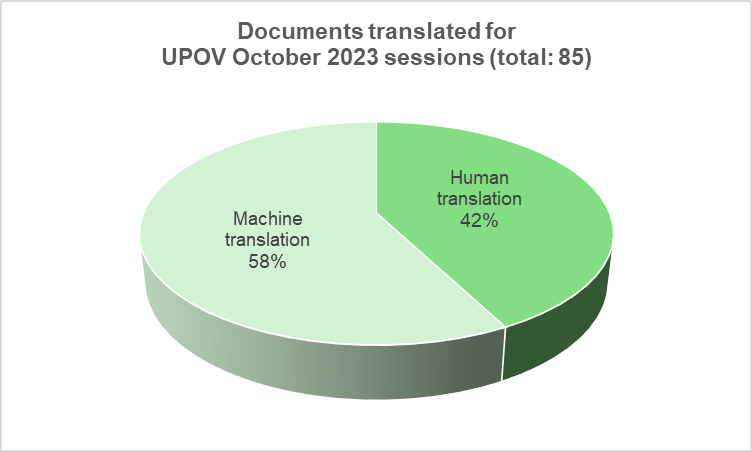 Documents translated for
UPOV October 2023 sessions (total: 85)
Human
translation
42%
Machine
translation
58%